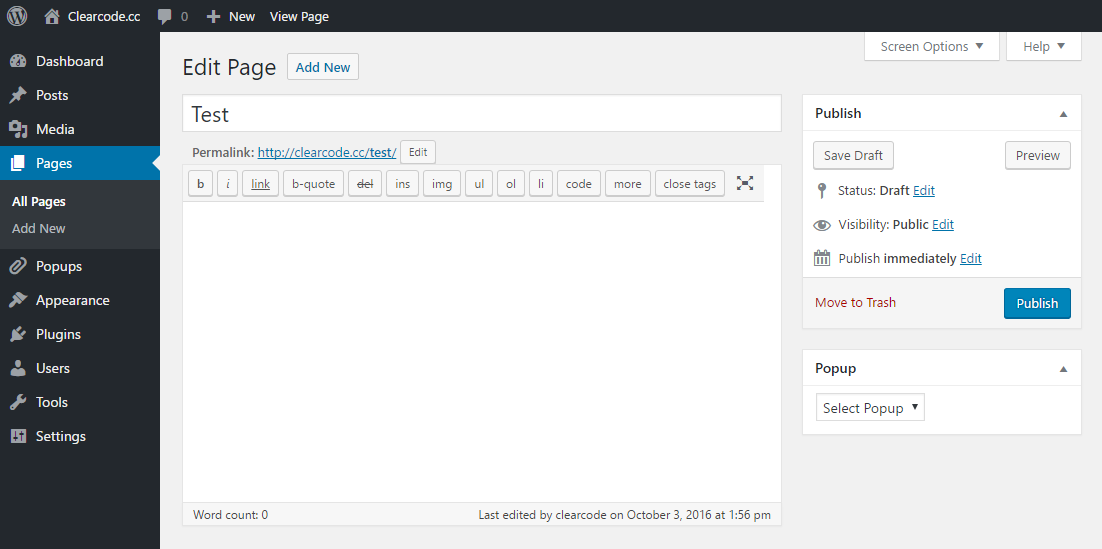 Clearcode.cc 0 New View Page
Dashboard
Posts
Media
Pages
All Pages
Add New
Popups
Appearance
Plugins
Users
Tools
Settings
Screen Options Help
Edit Page Add New
Test
Permalink: http://clearcode.cc/test/ Edit
b i link b-quote del ins img ul ol li code more close tags
Word count: 0 Last edited by clearcode on October 3, 2016 at 1:56 pm
Publish
Save Draft Preview
Status: Draft Edit
Visibility: Public Edit
Publish immediately Edit
Move to Trash Publish
Popup
Select Popup